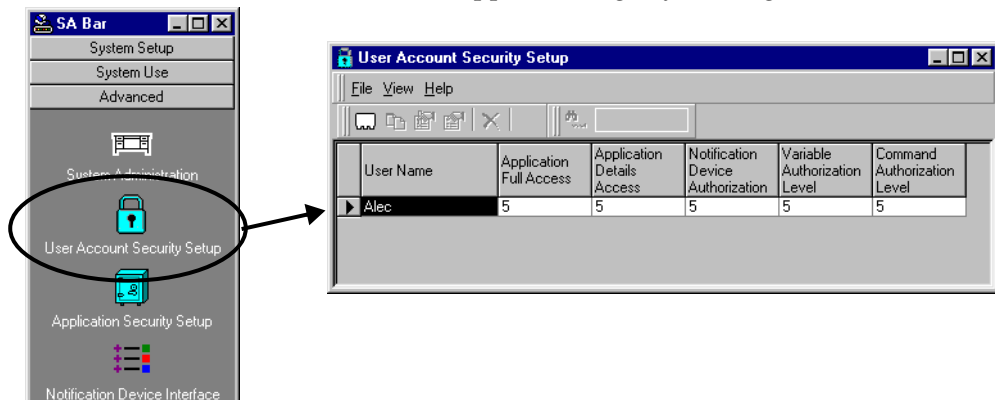 SA Bar
System Setup
System Use
Advanced
System Administration
User Account Security Setup
Application Security Setup
Notification Device Interface
User Account Security Setup
File View Help
User Name
Application Full Access
Application Details Access
Notification Device Authorization
Variable Authorization Level
Command Authorization Level
Alec 5 5 5 5 5